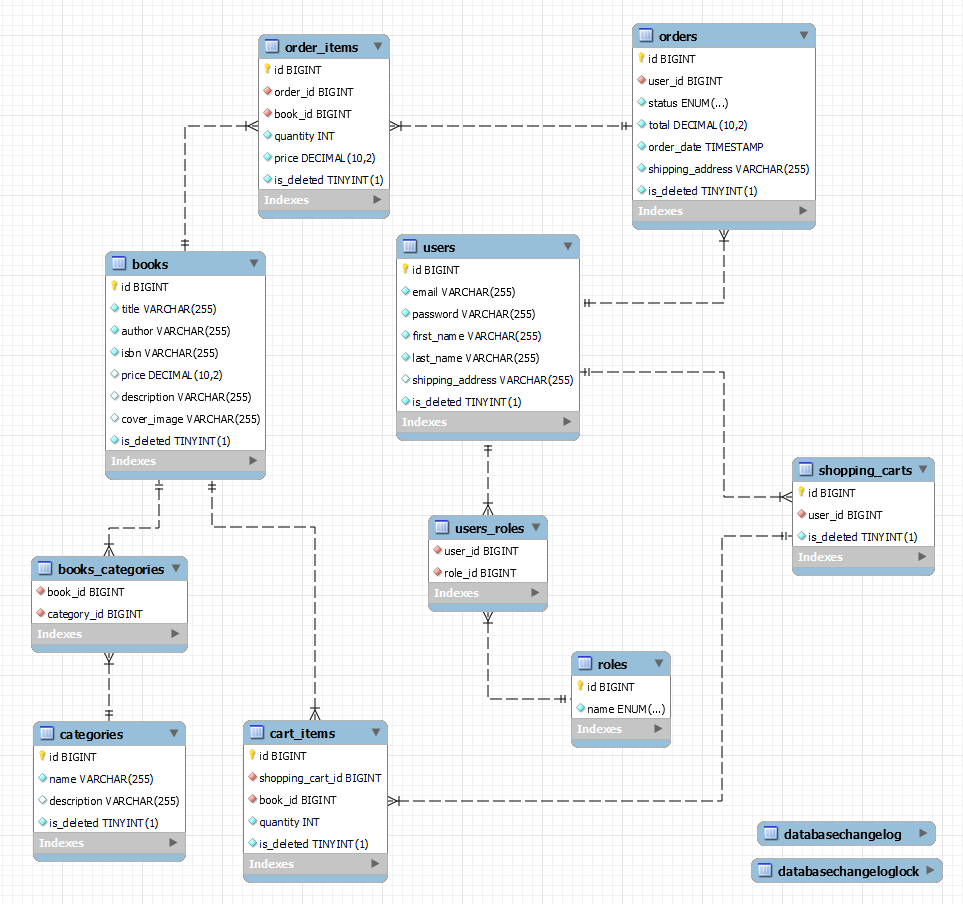 order_items
id BIGINT
order_id BIGINT
book_id BIGINT
quantity INT
price DECIMAL(10,2)
is_deleted TINYINT(1)
Indexes
orders
id BIGINT
user_id BIGINT
status ENUM(...)
total DECIMAL(10,2)
order_date TIMESTAMP
shipping_address VARCHAR(255)
is_deleted TINYINT(1)
Indexes
books
id BIGINT
title VARCHAR(255)
author VARCHAR(255)
isbn VARCHAR(255)
price DECIMAL(10,2)
description VARCHAR(255)
cover_image VARCHAR(255)
is_deleted TINYINT(1)
Indexes
users
id BIGINT
email VARCHAR(255)
password VARCHAR(255)
first_name VARCHAR(255)
last_name VARCHAR(255)
shipping_address VARCHAR(255)
is_deleted TINYINT(1)
Indexes
shopping_carts
id BIGINT
user_id BIGINT
is_deleted TINYINT(1)
Indexes
users_roles
user_id BIGINT
role_id BIGINT
Indexes
books_categories
book_id BIGINT
category_id BIGINT
Indexes
roles
id BIGINT
name ENUM(...)
Indexes
categories
id BIGINT
name VARCHAR(255)
description VARCHAR(255)
is_deleted TINYINT(1)
Indexes
cart_items
id BIGINT
shopping_cart_id BIGINT
book_id BIGINT
quantity INT
is_deleted TINYINT(1)
Indexes
databasechangelog
databasechangeloglock